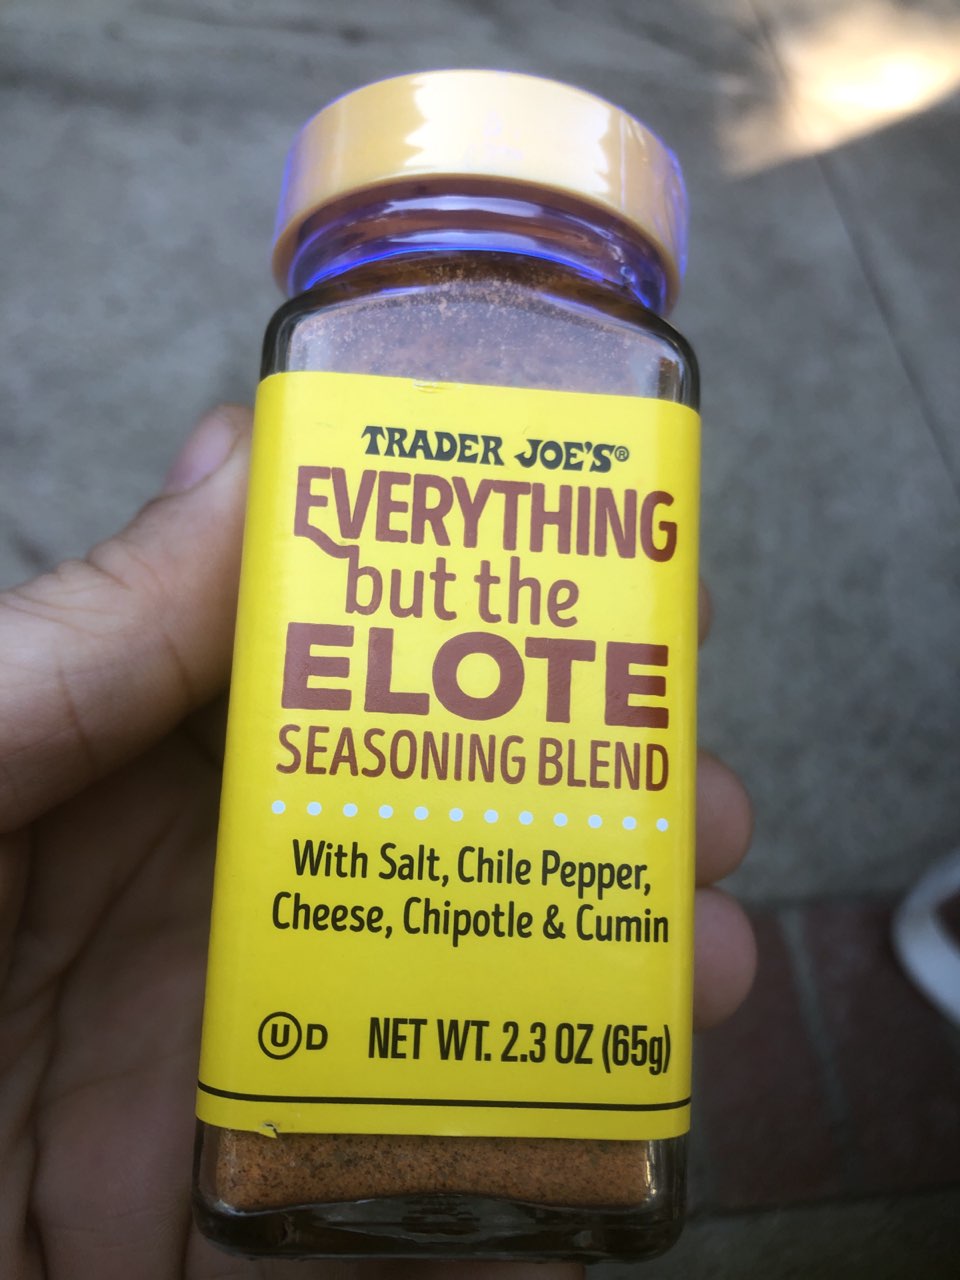 TRADER JOE'S®
EVERYTHING
but the
ELOTE
SEASONING BLEND
With Salt, Chile Pepper,
Cheese, Chipotle & Cumin
Ⓤ D NET WT. 2.3 OZ (65g)